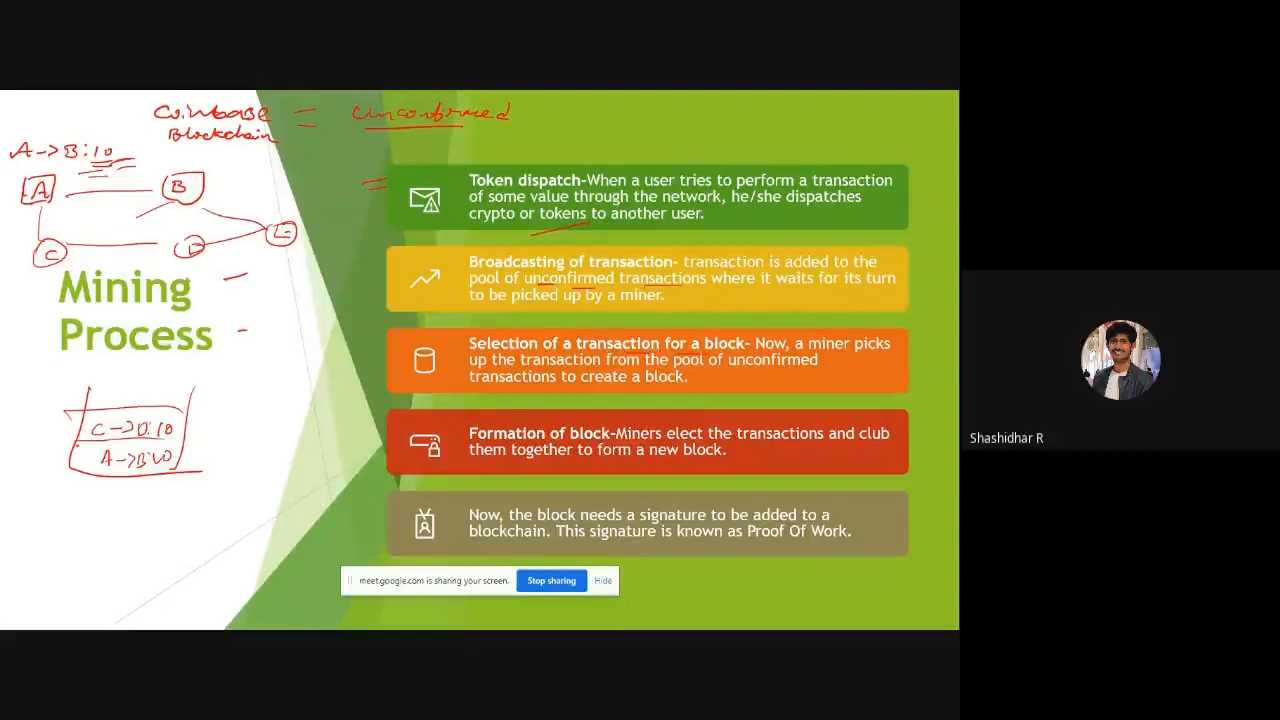 Coinbase = Unconfirmed
Blockchain
A->B:10
A
B
C
D
E
Mining
Process
C->D:10
A->B:10
Token dispatch-When a user tries to perform a transaction
of some value through the network, he/she dispatches
crypto or tokens to another user.
Broadcasting of transaction- transaction is added to the
pool of unconfirmed transactions where it waits for its turn
to be picked up by a miner.
Selection of a transaction for a block- Now, a miner picks
up the transaction from the pool of unconfirmed
transactions to create a block.
Formation of block-Miners elect the transactions and club
them together to form a new block.
Now, the block needs a signature to be added to a
blockchain. This signature is known as Proof Of Work.
meet.google.com is sharing your screen. Stop sharing Hide
Shashidhar R